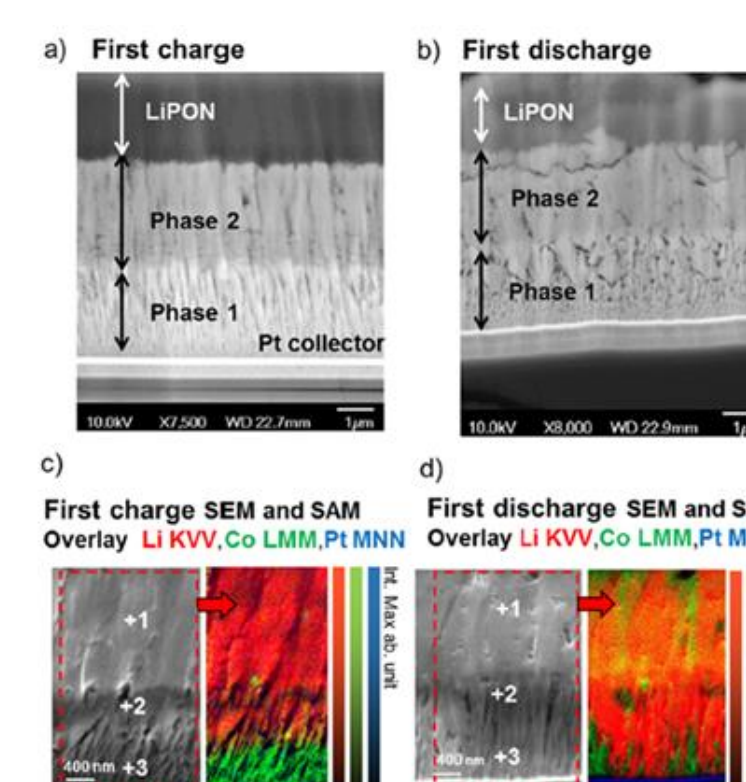 a) First charge
LiPON
Phase 2
Phase 1
Pt collector
10.0kV X7,500 WD 22.7mm 1μm
b) First discharge
LiPON
Phase 2
Phase 1
10.0kV X8,000 WD 22.9mm
c)
First charge SEM and SAM
Overlay Li KVV,Co LMM,Pt MNN
+1
+2
+3
400 nm
Int. Max ab. unit
d)
First discharge SEM and S
Overlay Li KVV,Co LMM,Pt M
+1
+2
+3
400 nm